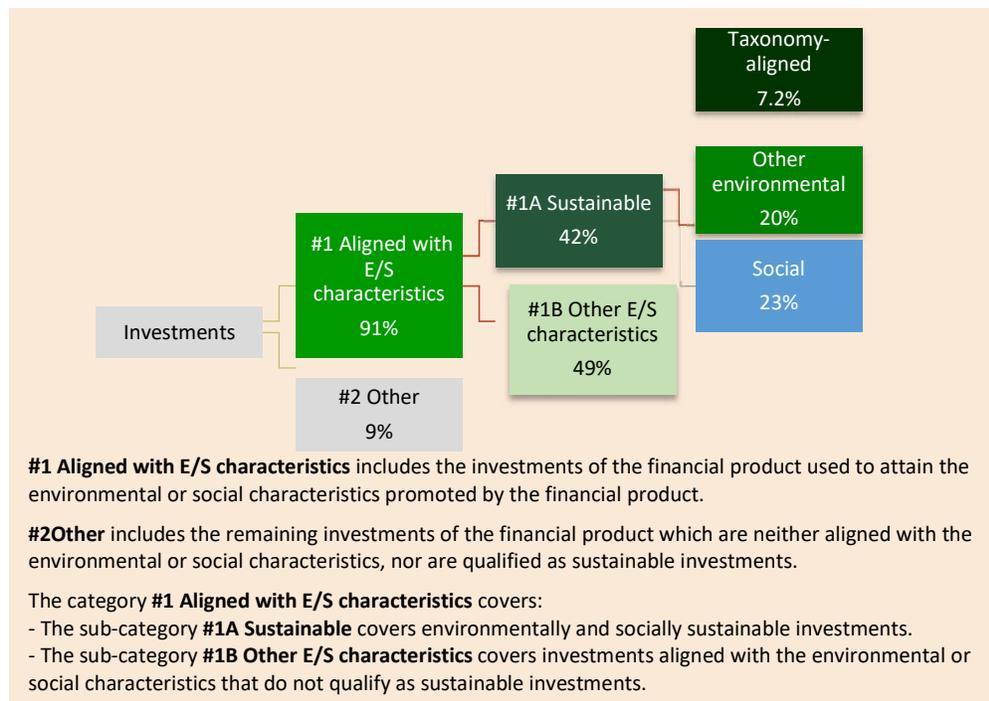 Taxonomy-
aligned
7.2%
Other
environmental
20%
#1A Sustainable
42%
#1 Aligned with
E/S
characteristics
91%
Social
23%
#1B Other E/S
characteristics
49%
Investments
#2 Other
9%
#1 Aligned with E/S characteristics includes the investments of the financial product used to attain the
environmental or social characteristics promoted by the financial product.
#2Other includes the remaining investments of the financial product which are neither aligned with the
environmental or social characteristics, nor are qualified as sustainable investments.
The category #1 Aligned with E/S characteristics covers:
- The sub-category #1A Sustainable covers environmentally and socially sustainable investments.
- The sub-category #1B Other E/S characteristics covers investments aligned with the environmental or
social characteristics that do not qualify as sustainable investments.